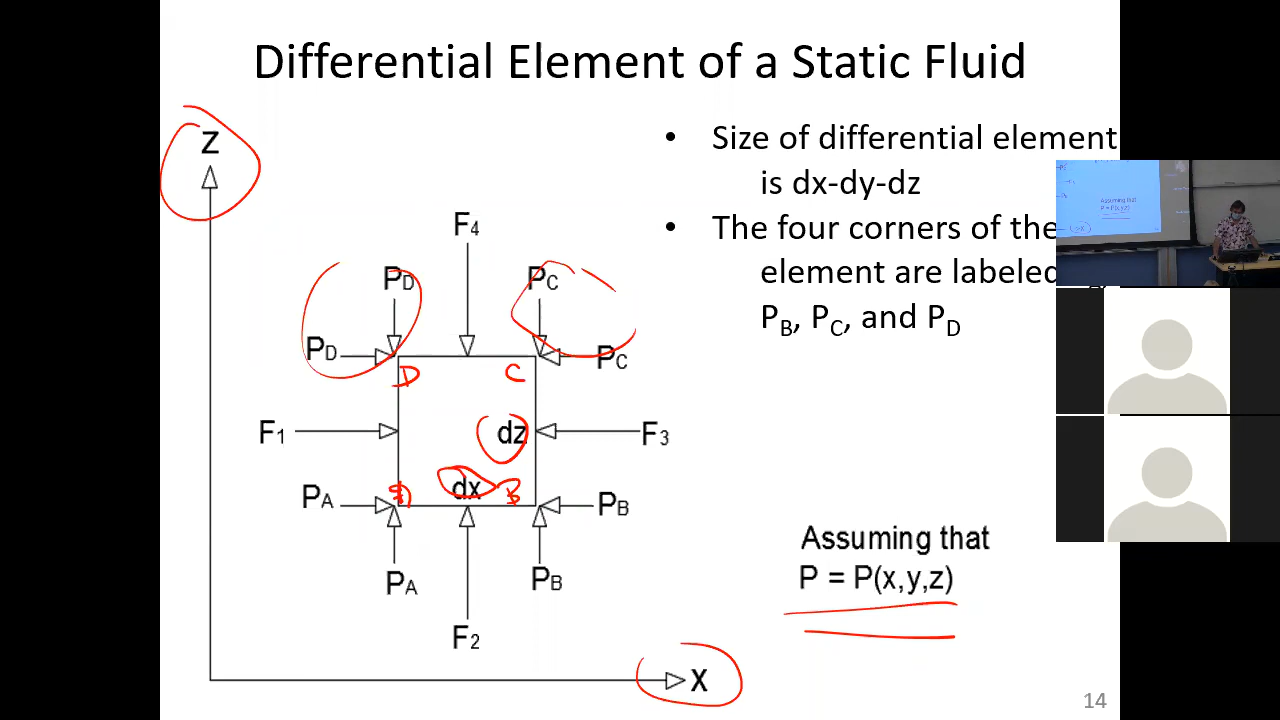 Differential Element of a Static Fluid
Z
• Size of differential element
is dx-dy-dz
• The four corners of the
element are labeled
PB, PC, and PD
F4
PD
PC
PD
PC
D
C
F1
dz
F3
dx
B
PA
PB
PA
PB
F2
Assuming that
P = P(x,y,z)
X
14
Assuming that
P = P(x,y,z)